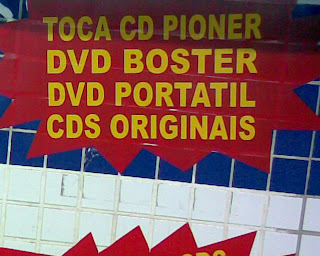 TOCA CD PIONER
DVD BOSTER
DVD PORTATIL
CDS ORIGINAIS